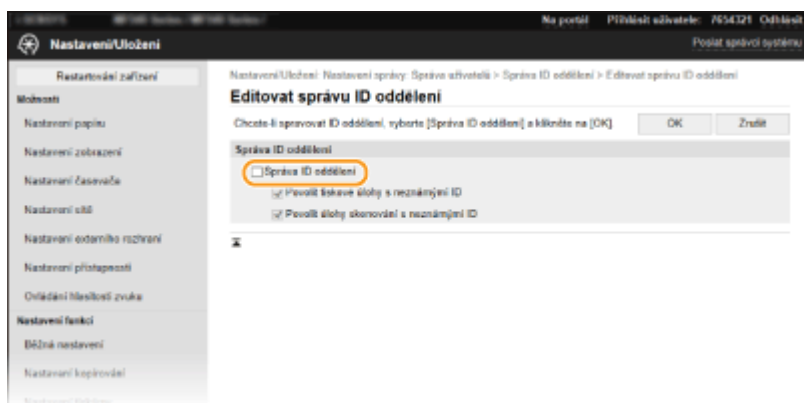 Na portál Přihlásit uživatele: 7654321 Odhlásit
Nastavení/Uložení
Poslat správci systému
Restartování zařízení
Nastavení/Uložení: Nastavení správy: Správa uživatelů > Správa ID oddělení > Editovat správu ID oddělení
Možnosti
Editovat správu ID oddělení
Nastavení papíru
Chcete-li spravovat ID oddělení, vyberte [Správa ID oddělení] a klikněte na [OK]
OK
Zrušit
Nastavení zobrazení
Správa ID oddělení
Správa ID oddělení
Nastavení časovače
Povolit tiskové úlohy s neznámými ID
Nastavení sítě
Povolit úlohy skenování s neznámými ID
Nastavení externího rozhraní
Nastavení přístupnosti
Ovládání hlasitosti zvuku
Nastavení funkcí
Běžná nastavení
Nastavení kopírování